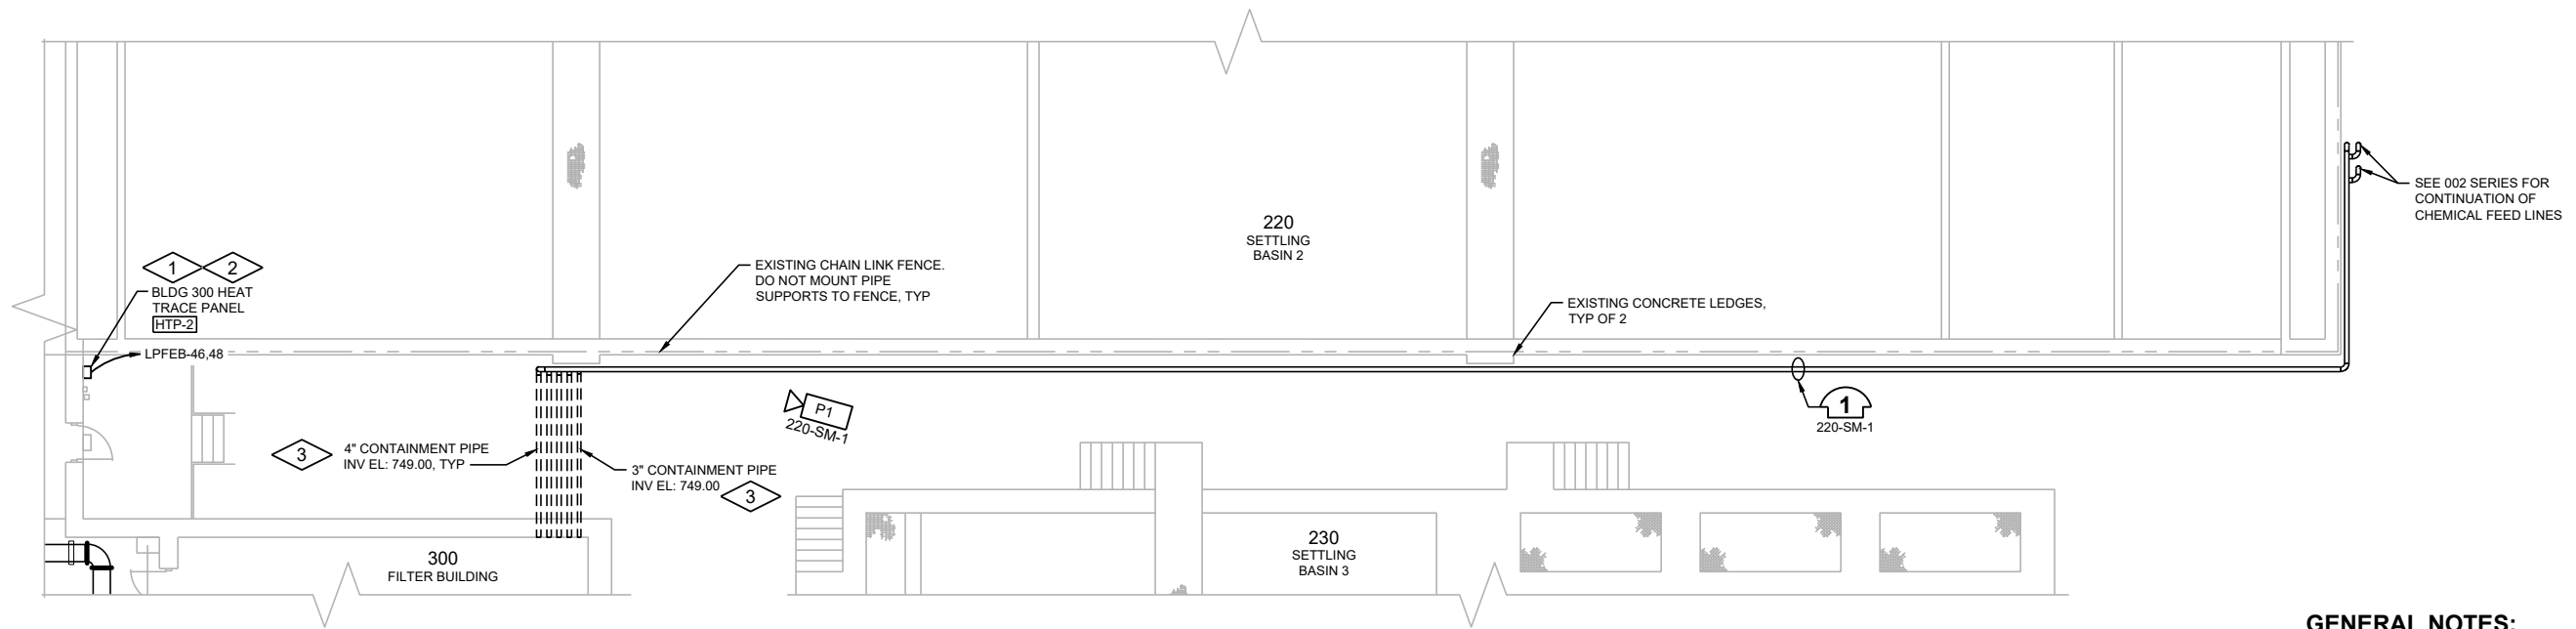 220
SETTLING
BASIN 2
SEE 002 SERIES FOR
CONTINUATION OF
CHEMICAL FEED LINES
1
2
BLDG 300 HEAT
TRACE PANEL
HTP-2
LPFEB-46,48
EXISTING CHAIN LINK FENCE.
DO NOT MOUNT PIPE
SUPPORTS TO FENCE, TYP
EXISTING CONCRETE LEDGES,
TYP OF 2
P1
220-SM-1
1
220-SM-1
3
4" CONTAINMENT PIPE
INV EL: 749.00, TYP
3" CONTAINMENT PIPE
INV EL: 749.00
3
300
FILTER BUILDING
230
SETTLING
BASIN 3
GENERAL NOTES: